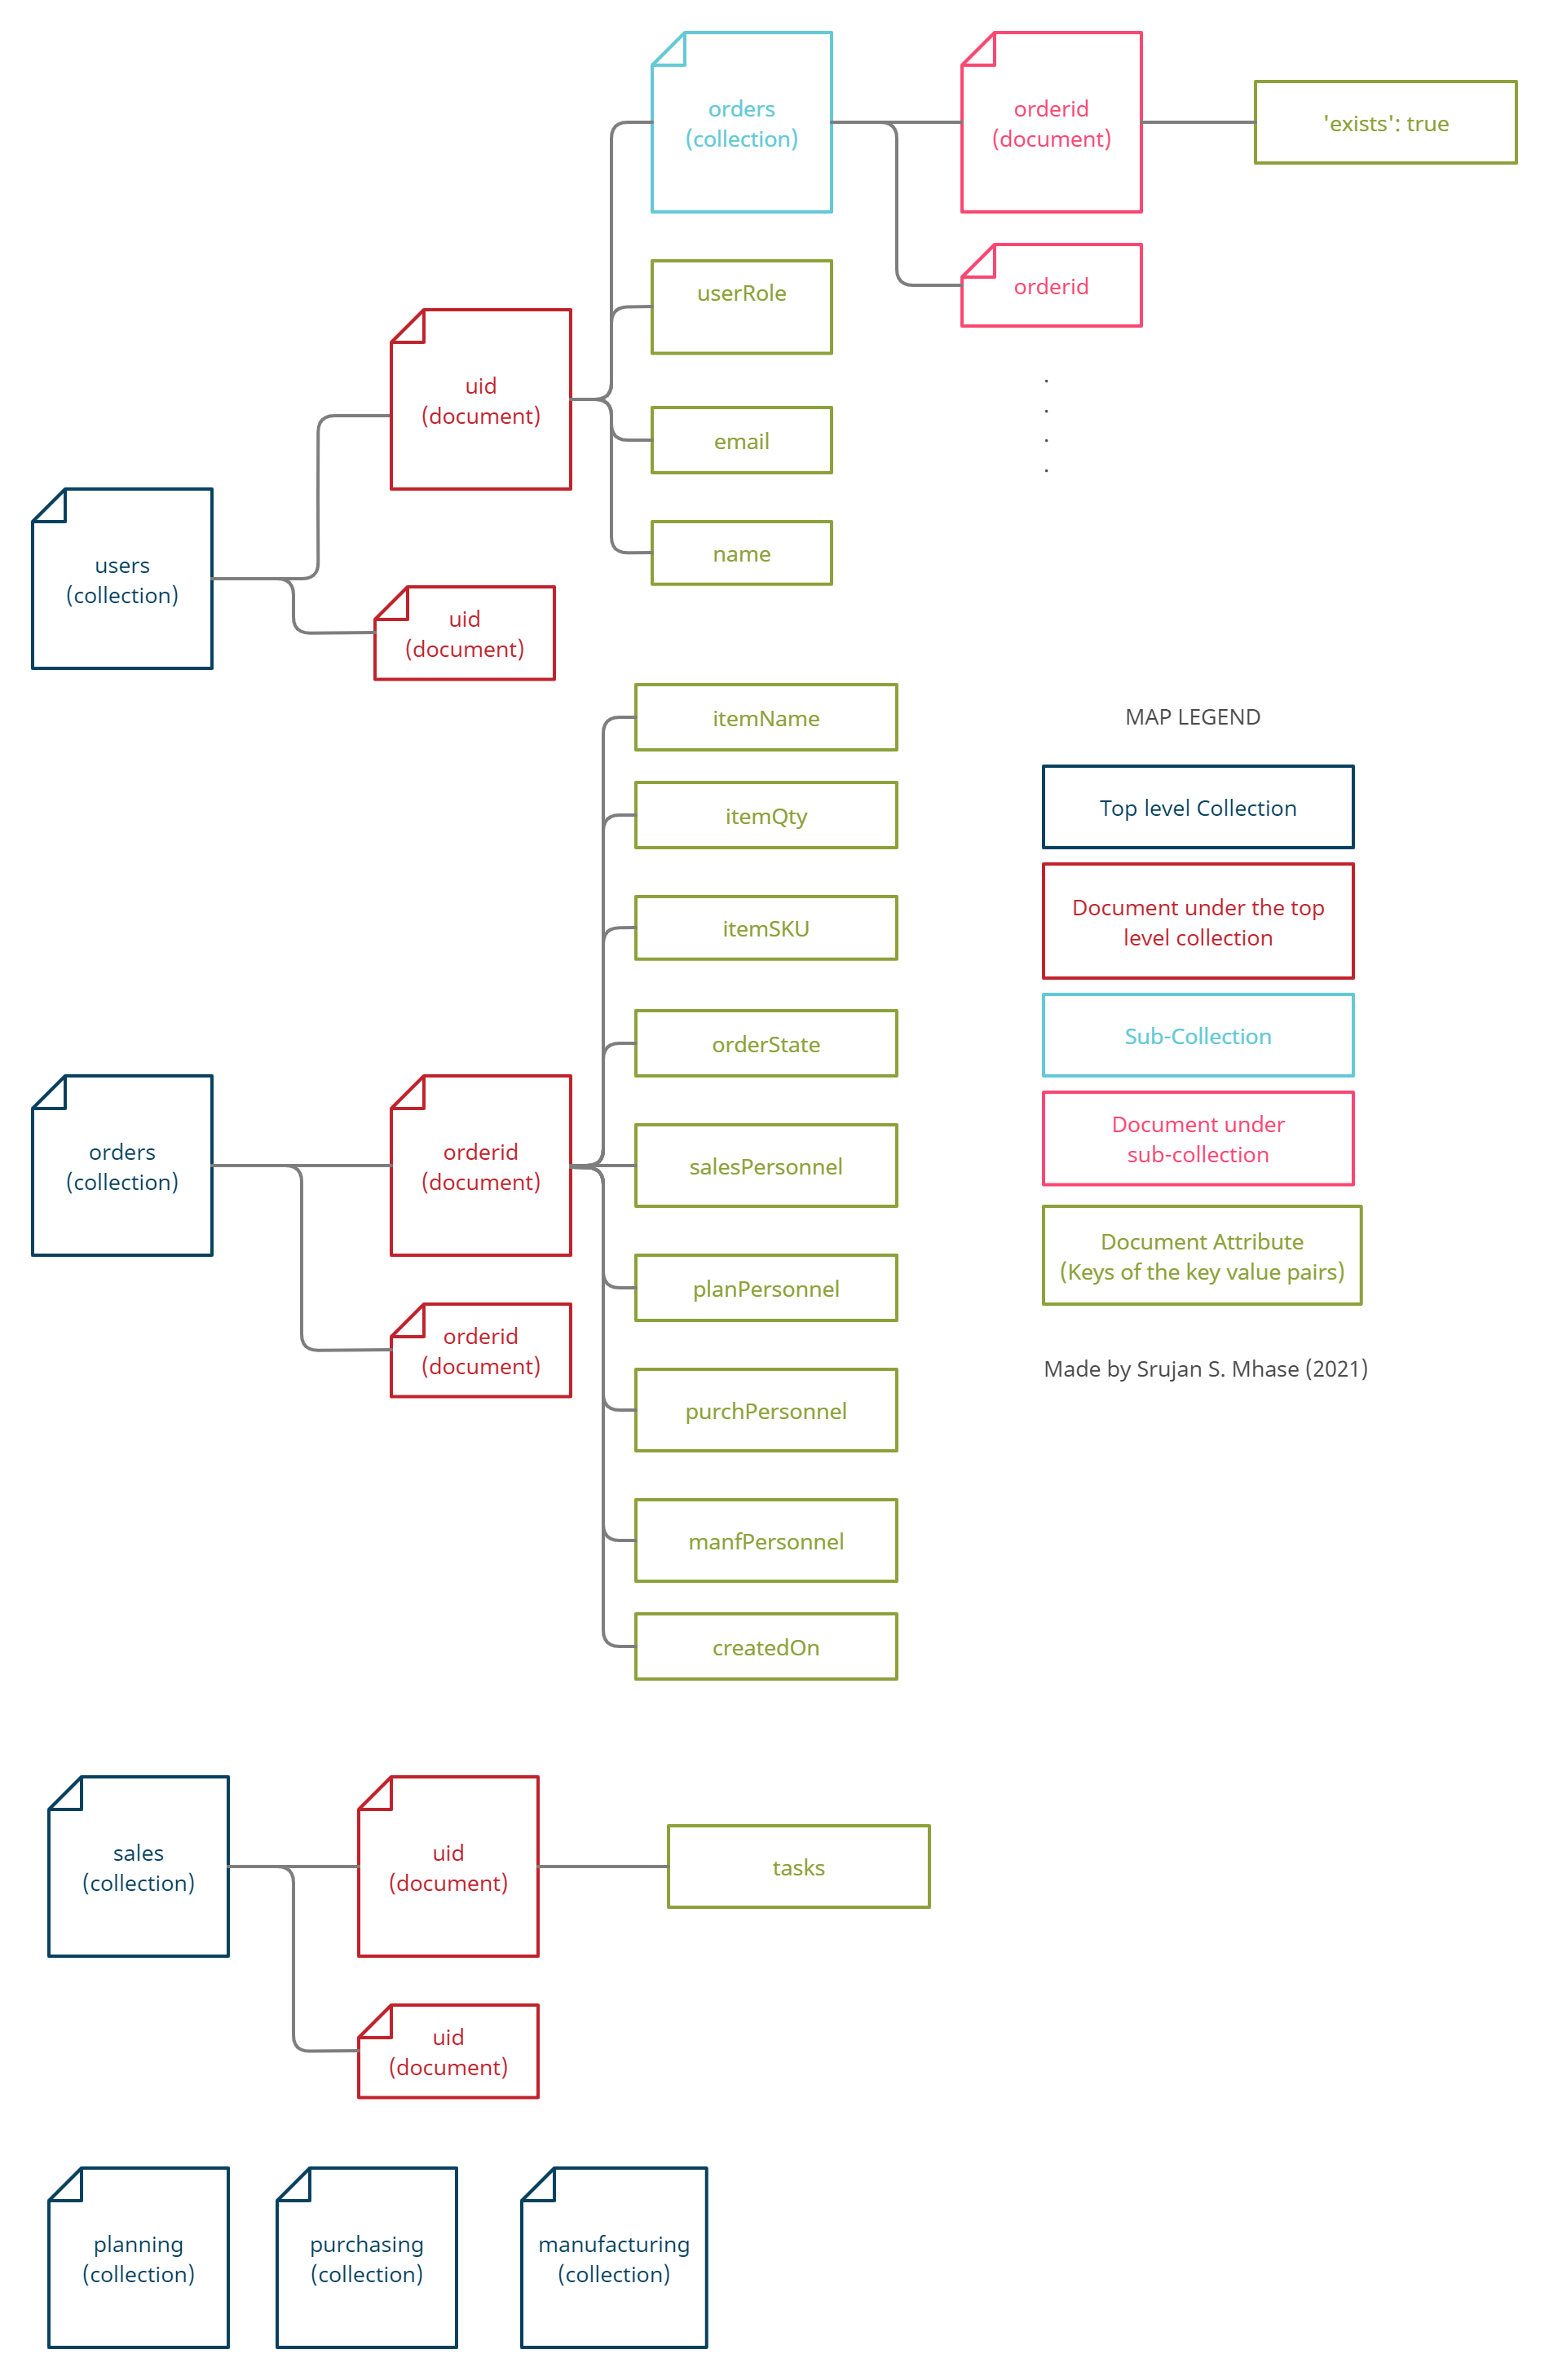 orders
(collection)
orderid
(document)
'exists': true
userRole
orderid
uid
(document)
email
.
.
.
.
name
users
(collection)
uid
(document)
itemName
itemQty
itemSKU
orderState
orders
(collection)
orderid
(document)
salesPersonnel
planPersonnel
orderid
(document)
purchPersonnel
manfPersonnel
createdOn
MAP LEGEND
Top level Collection
Document under the top
level collection
Sub-Collection
Document under
sub-collection
Document Attribute
(Keys of the key value pairs)
Made by Srujan S. Mhase (2021)
sales
(collection)
uid
(document)
tasks
uid
(document)
planning
(collection)
purchasing
(collection)
manufacturing
(collection)